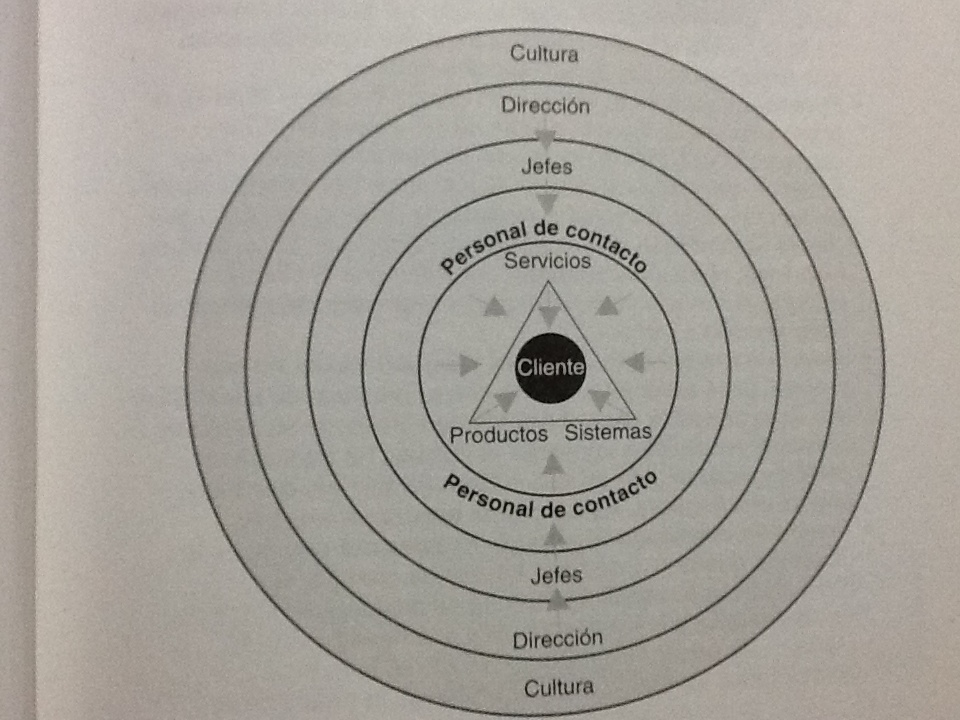 Cultura
Dirección
Jefes
Personal de contacto
Servicios
Cliente
Productos Sistemas
Personal de contacto
Jefes
Dirección
Cultura